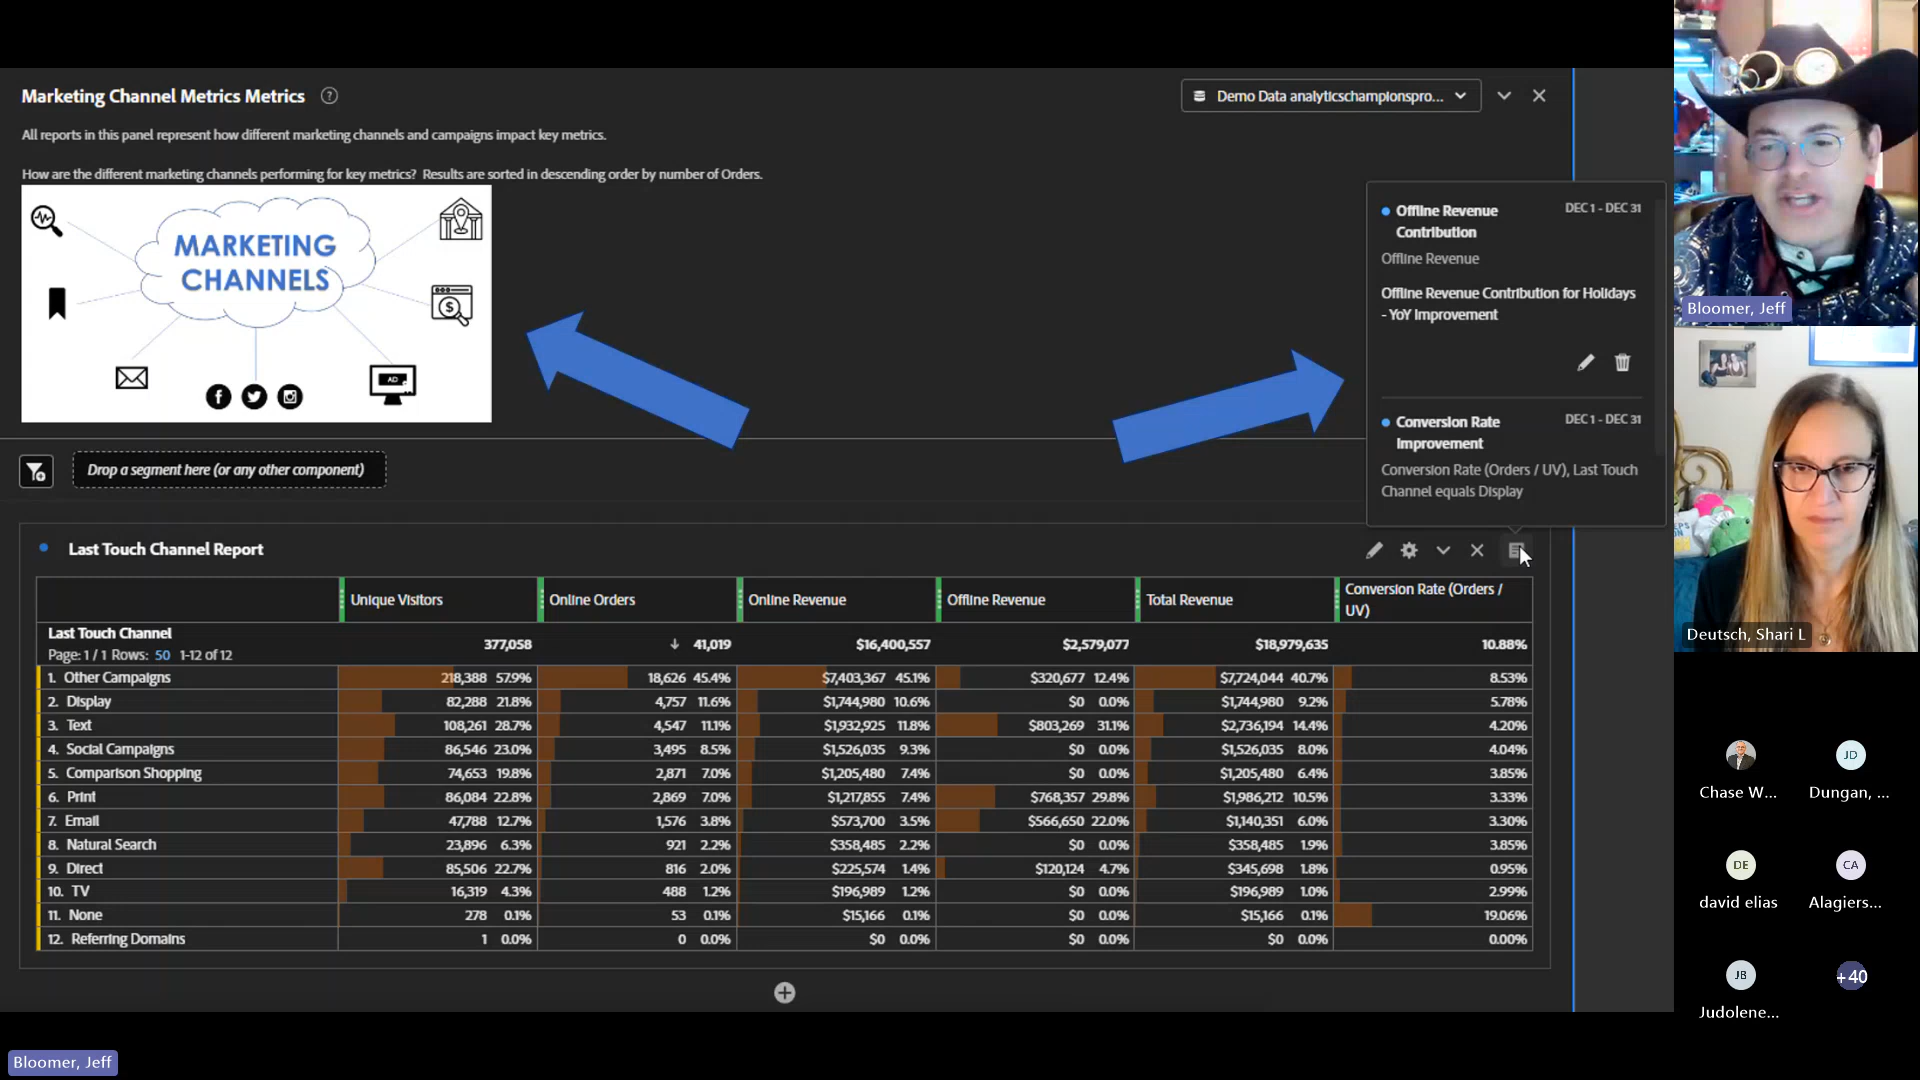 Marketing Channel Metrics Metrics
Demo Data analyticschampionspro...
All reports in this panel represent how different marketing channels and campaigns impact key metrics.
How are the different marketing channels performing for key metrics? Results are sorted in descending order by number of Orders.
MARKETING
CHANNELS
AD
Offline Revenue DEC 1 - DEC 31
Contribution
Offline Revenue
Offline Revenue Contribution for Holidays
- YoY Improvement
Conversion Rate DEC 1 - DEC 31
Improvement
Conversion Rate (Orders / UV), Last Touch
Channel equals Display
Drop a segment here (or any other component)
Last Touch Channel Report
Unique Visitors Online Orders Online Revenue Offline Revenue Total Revenue Conversion Rate (Orders /
UV)
Last Touch Channel
Page: 1 / 1 Rows: 50 1-12 of 12
377,058 41,019 $16,400,557 $2,579,077 $18,979,635 10.88%
1. Other Campaigns 218,388 57.9% 18,626 45.4% $7,403,367 45.1% $320,677 12.4% $7,724,044 40.7% 8.53%
2. Display 82,288 21.8% 4,757 11.6% $1,744,980 10.6% $0 0.0% $1,744,980 9.2% 5.78%
3. Text 108,261 28.7% 4,547 11.1% $1,932,925 11.8% $803,269 31.1% $2,736,194 14.4% 4.20%
4. Social Campaigns 86,546 23.0% 3,495 8.5% $1,526,035 9.3% $0 0.0% $1,526,035 8.0% 4.04%
5. Comparison Shopping 74,653 19.8% 2,871 7.0% $1,205,480 7.4% $0 0.0% $1,205,480 6.4% 3.85%
6. Print 86,084 22.8% 2,869 7.0% $1,217,855 7.4% $768,357 29.8% $1,986,212 10.5% 3.33%
7. Email 47,788 12.7% 1,576 3.8% $573,700 3.5% $566,650 22.0% $1,140,351 6.0% 3.30%
8. Natural Search 23,896 6.3% 921 2.2% $358,485 2.2% $0 0.0% $358,485 1.9% 3.85%
9. Direct 85,506 22.7% 816 2.0% $225,574 1.4% $120,124 4.7% $345,698 1.8% 0.95%
10. TV 16,319 4.3% 488 1.2% $196,989 1.2% $0 0.0% $196,989 1.0% 2.99%
11. None 278 0.1% 53 0.1% $15,166 0.1% $0 0.0% $15,166 0.1% 19.06%
12. Referring Domains 1 0.0% 0 0.0% $0 0.0% $0 0.0% $0 0.0% 0.00%
Bloomer, Jeff
Deutsch, Shari L
JD
Chase W... Dungan, ...
DE CA
david elias Alagiers...
JB +40
Judolene...
Bloomer, Jeff